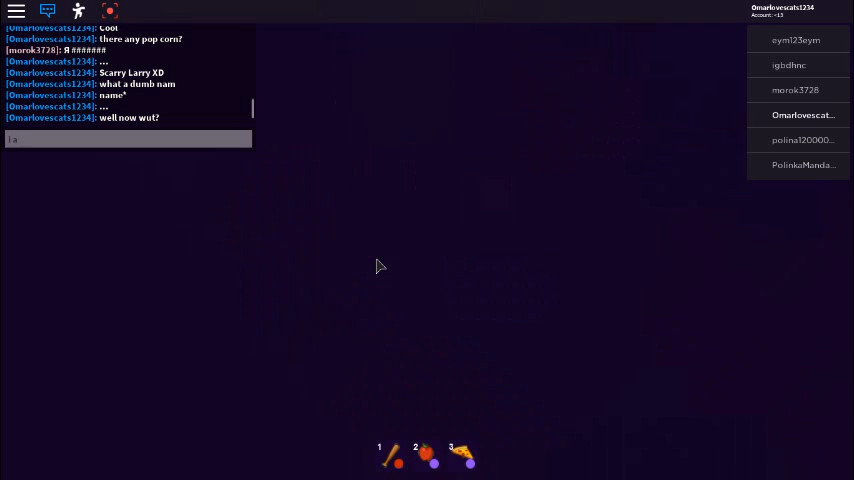 Omarlovescats1234
Account: <13
[Omarlovescats1234]: Cool
[Omarlovescats1234]: there any pop corn?
[morok3728]: Я #######
[Omarlovescats1234]: ...
[Omarlovescats1234]: Scarry Larry XD
[Omarlovescats1234]: what a dumb nam
[Omarlovescats1234]: name*
[Omarlovescats1234]: ...
[Omarlovescats1234]: well now wut?
i a
eym123eym
igbdhnc
morok3728
Omarlovescat...
polina120000...
PolinkaManda...
1 2 3